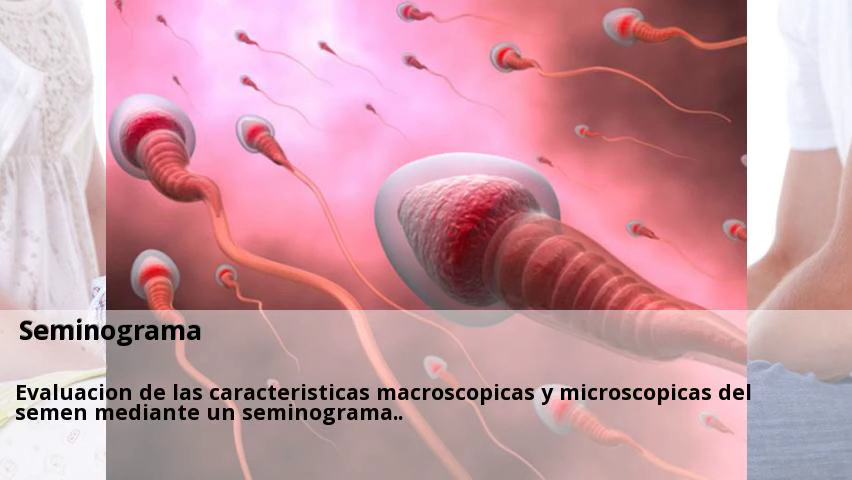 Seminograma
Evaluacion de las caracteristicas macroscopicas y microscopicas del
semen mediante un seminograma..